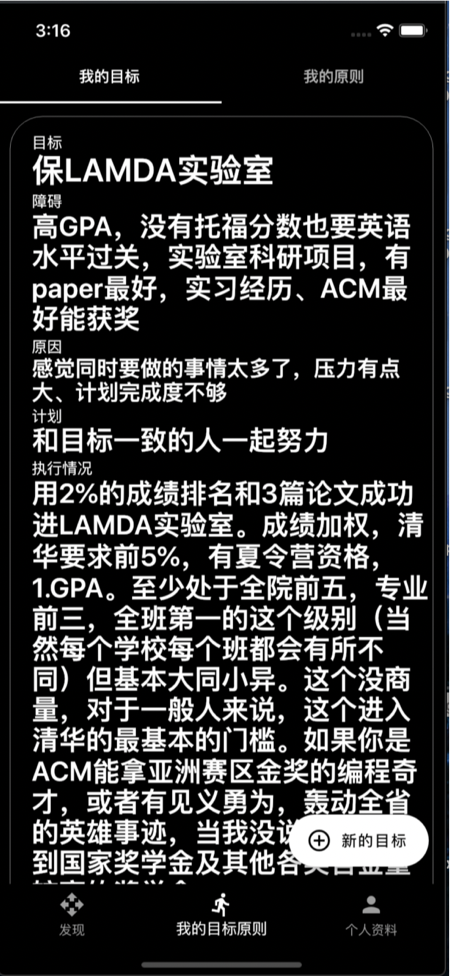 3:16
我的目标 我的原则
目标
保LAMDA实验室
障碍
高GPA，没有托福分数也要英语
水平过关，实验室科研项目，有
paper最好，实习经历、ACM最
好能获奖
原因
感觉同时要做的事情太多了，压力有点
大、计划完成度不够
计划
和目标一致的人一起努力
执行情况
用2%的成绩排名和3篇论文成功
进LAMDA实验室。成绩加权，清
华要求前5%，有夏令营资格，
1.GPA。至少处于全院前五，专业
前三，全班第一的这个级别（当
然每个学校每个班都会有所不
同）但基本大同小异。这个没商
量，对于一般人来说，这个进入
清华的最基本的门槛。如果你是
ACM能拿亚洲赛区金奖的编程奇
才，或者有见义勇为，轰动全省
的英雄事迹，当我没说
到国家奖学金及其他各类含金量
新的目标
发现 我的目标原则 个人资料